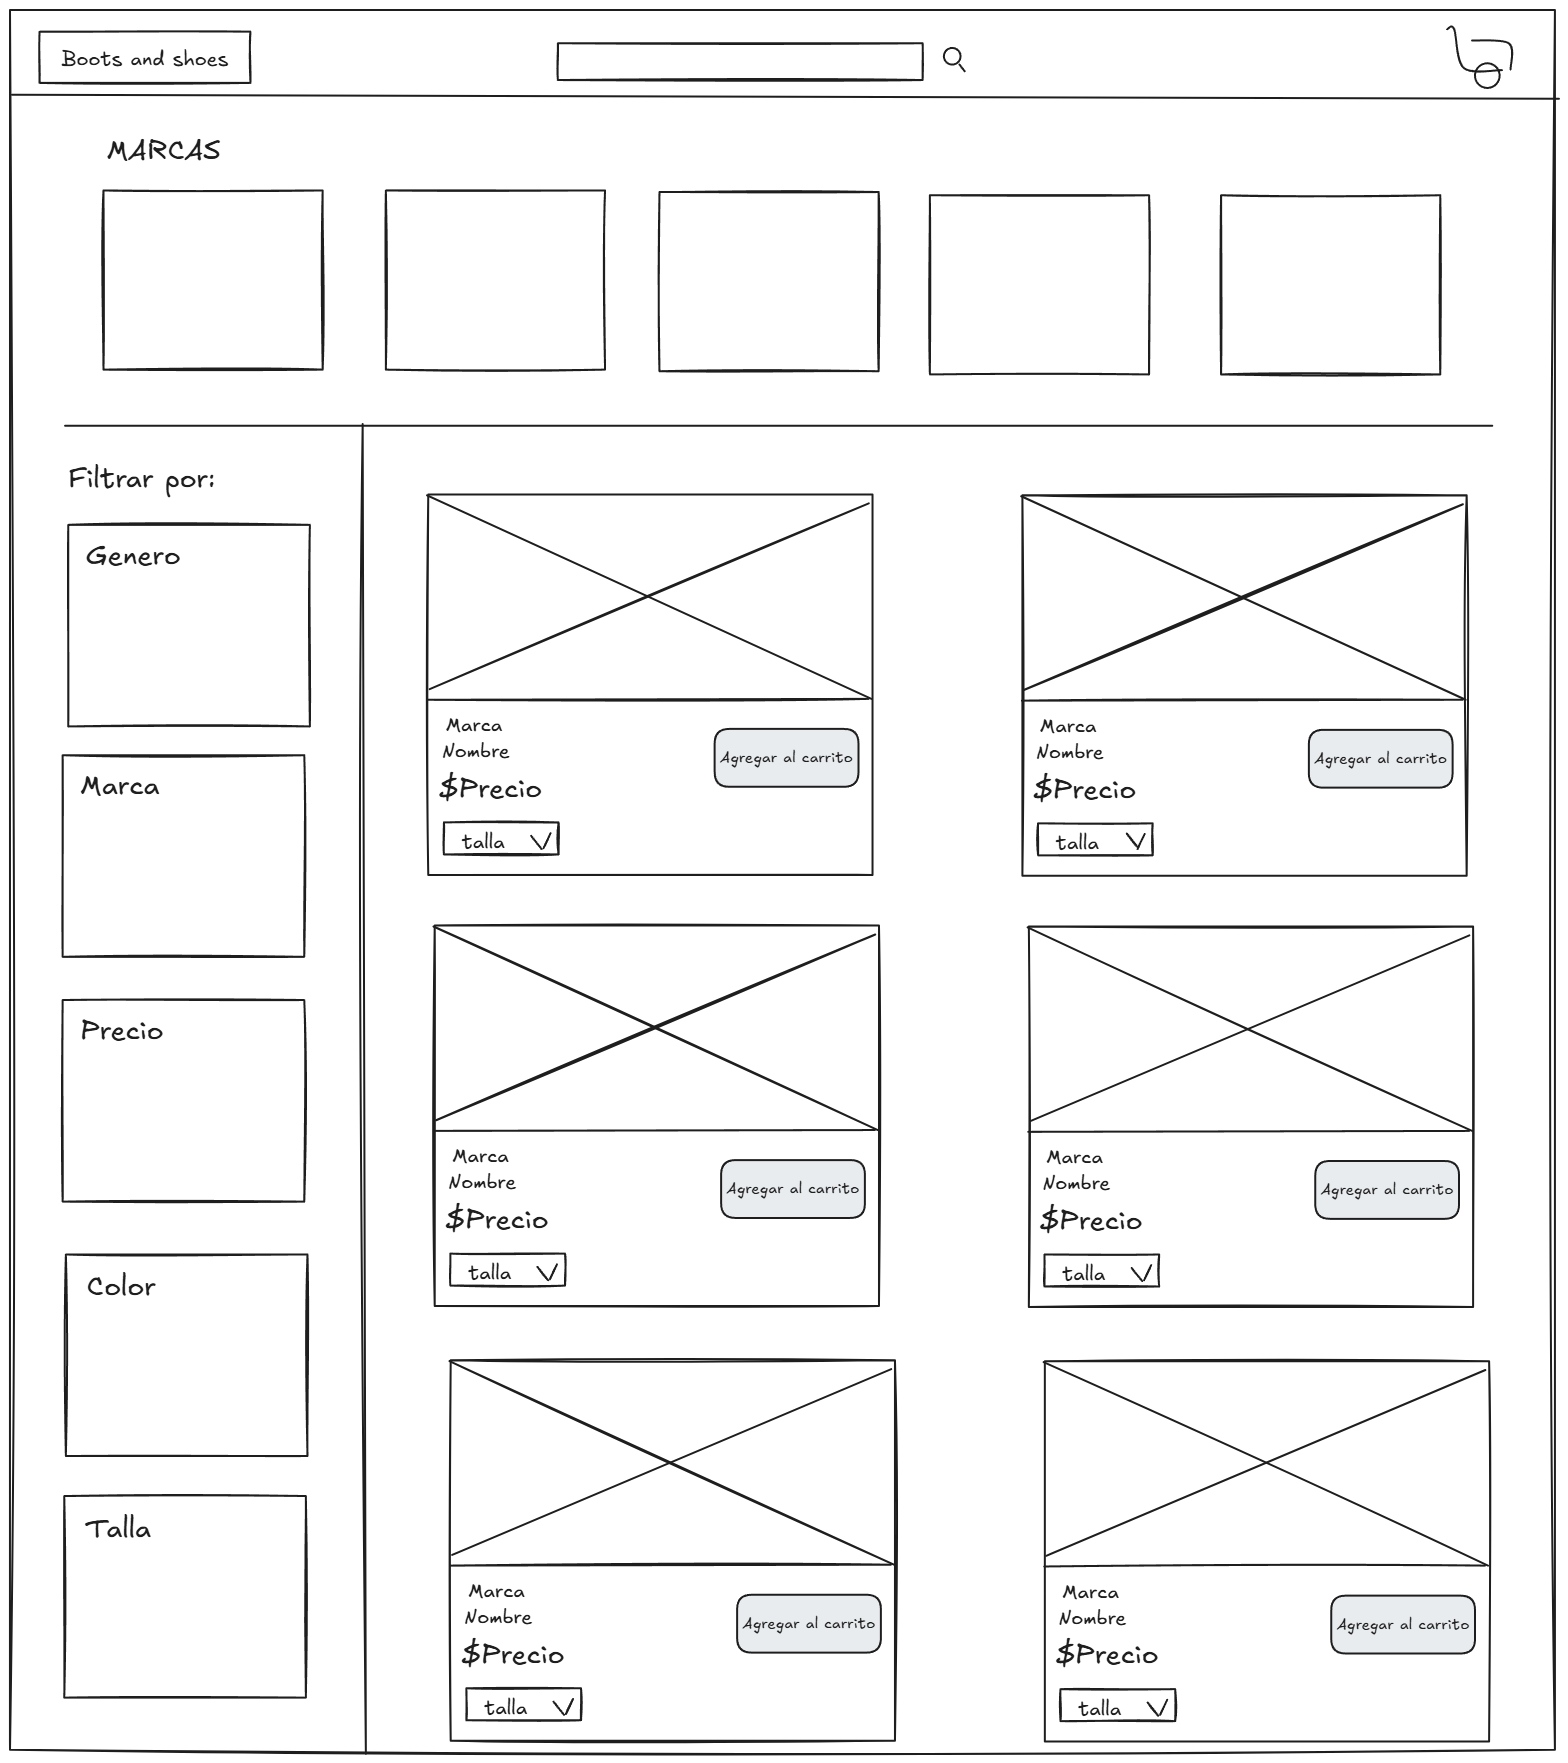 Boots and shoes
MARCAS
Filtrar por:
Genero
Marca
Precio
Color
Talla
Marca
Nombre
$Precio
talla
Agregar al carrito
Marca
Nombre
$Precio
talla
Agregar al carrito
Marca
Nombre
$Precio
talla
Agregar al carrito
Marca
Nombre
$Precio
talla
Agregar al carrito
Marca
Nombre
$Precio
talla
Agregar al carrito
Marca
Nombre
$Precio
talla
Agregar al carrito